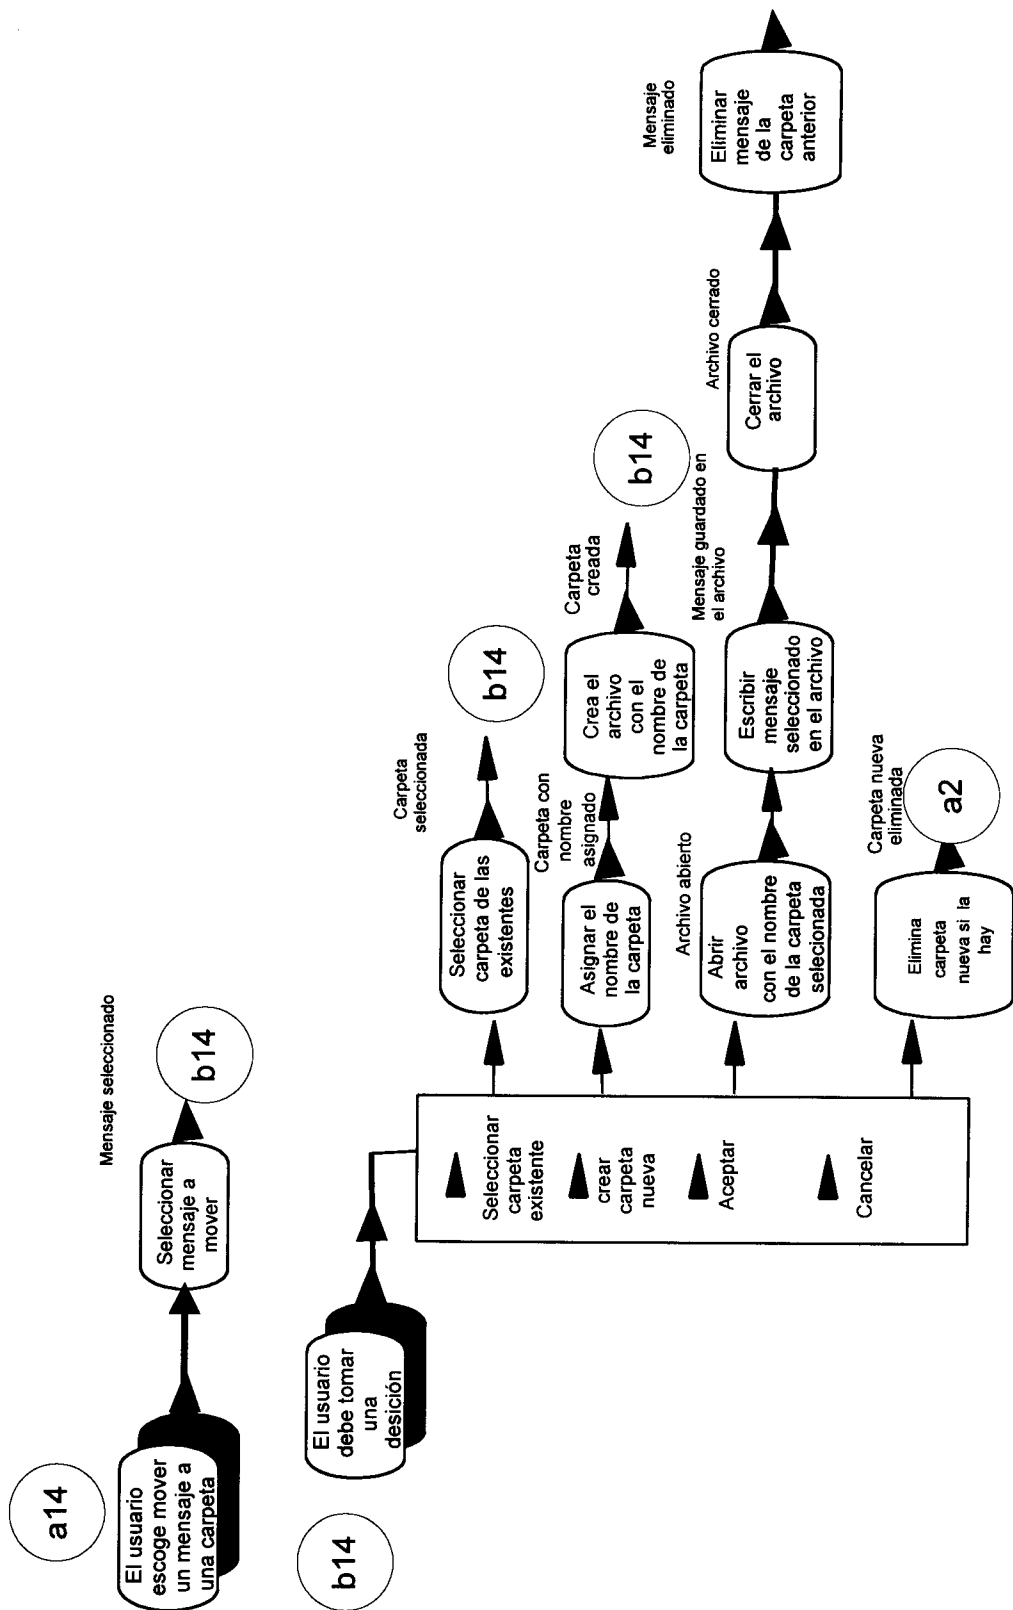 a14
El usuario
escoge mover
un mensaje a
una carpeta
Seleccionar
mensaje a
mover
Mensaje seleccionado
b14
b14
El usuario
debe tomar
una
desición
Seleccionar
carpeta
existente
crear
carpeta
nueva
Aceptar
Cancelar
Seleccionar
carpeta de las
existentes
Carpeta
seleccionada
b14
Asignar el
nombre de
la carpeta
Carpeta con
nombre
asignado
Crea el
archivo
con el
nombre de
la carpeta
Carpeta
creada
b14
Abrir
archivo
con el nombre
de la carpeta
selecionada
Archivo abierto
Escribir
mensaje
seleccionado
en el archivo
Mensaje guardado en
el archivo
Cerrar el
archivo
Archivo cerrado
Eliminar
mensaje
de la
carpeta
anterior
Mensaje
eliminado
Elimina
carpeta
nueva si la
hay
Carpeta nueva
eliminada
a2